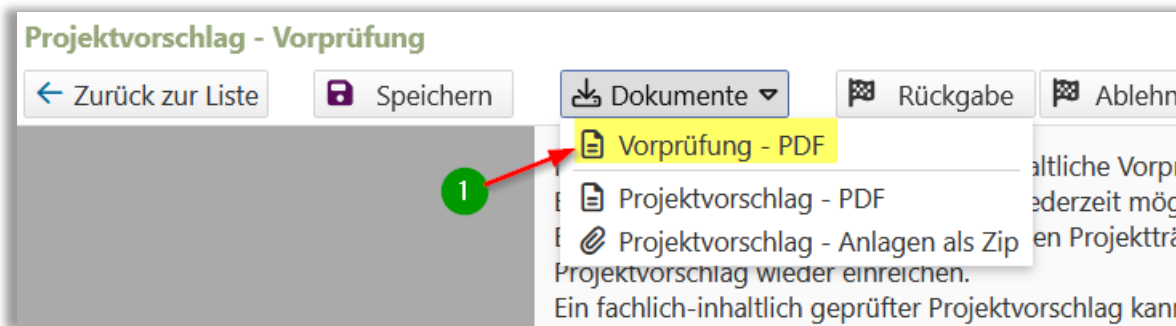 Projektvorschlag - Vorprüfung
Zurück zur Liste Speichern Dokumente Rückgabe
Vorprüfung - PDF
1
Projektvorschlag - PDF
Projektvorschlag - Anlagen als Zip
Projektvorschlag wieder einreichen.
Ein fachlich-inhaltlich geprüfter Projektvorschlag kann